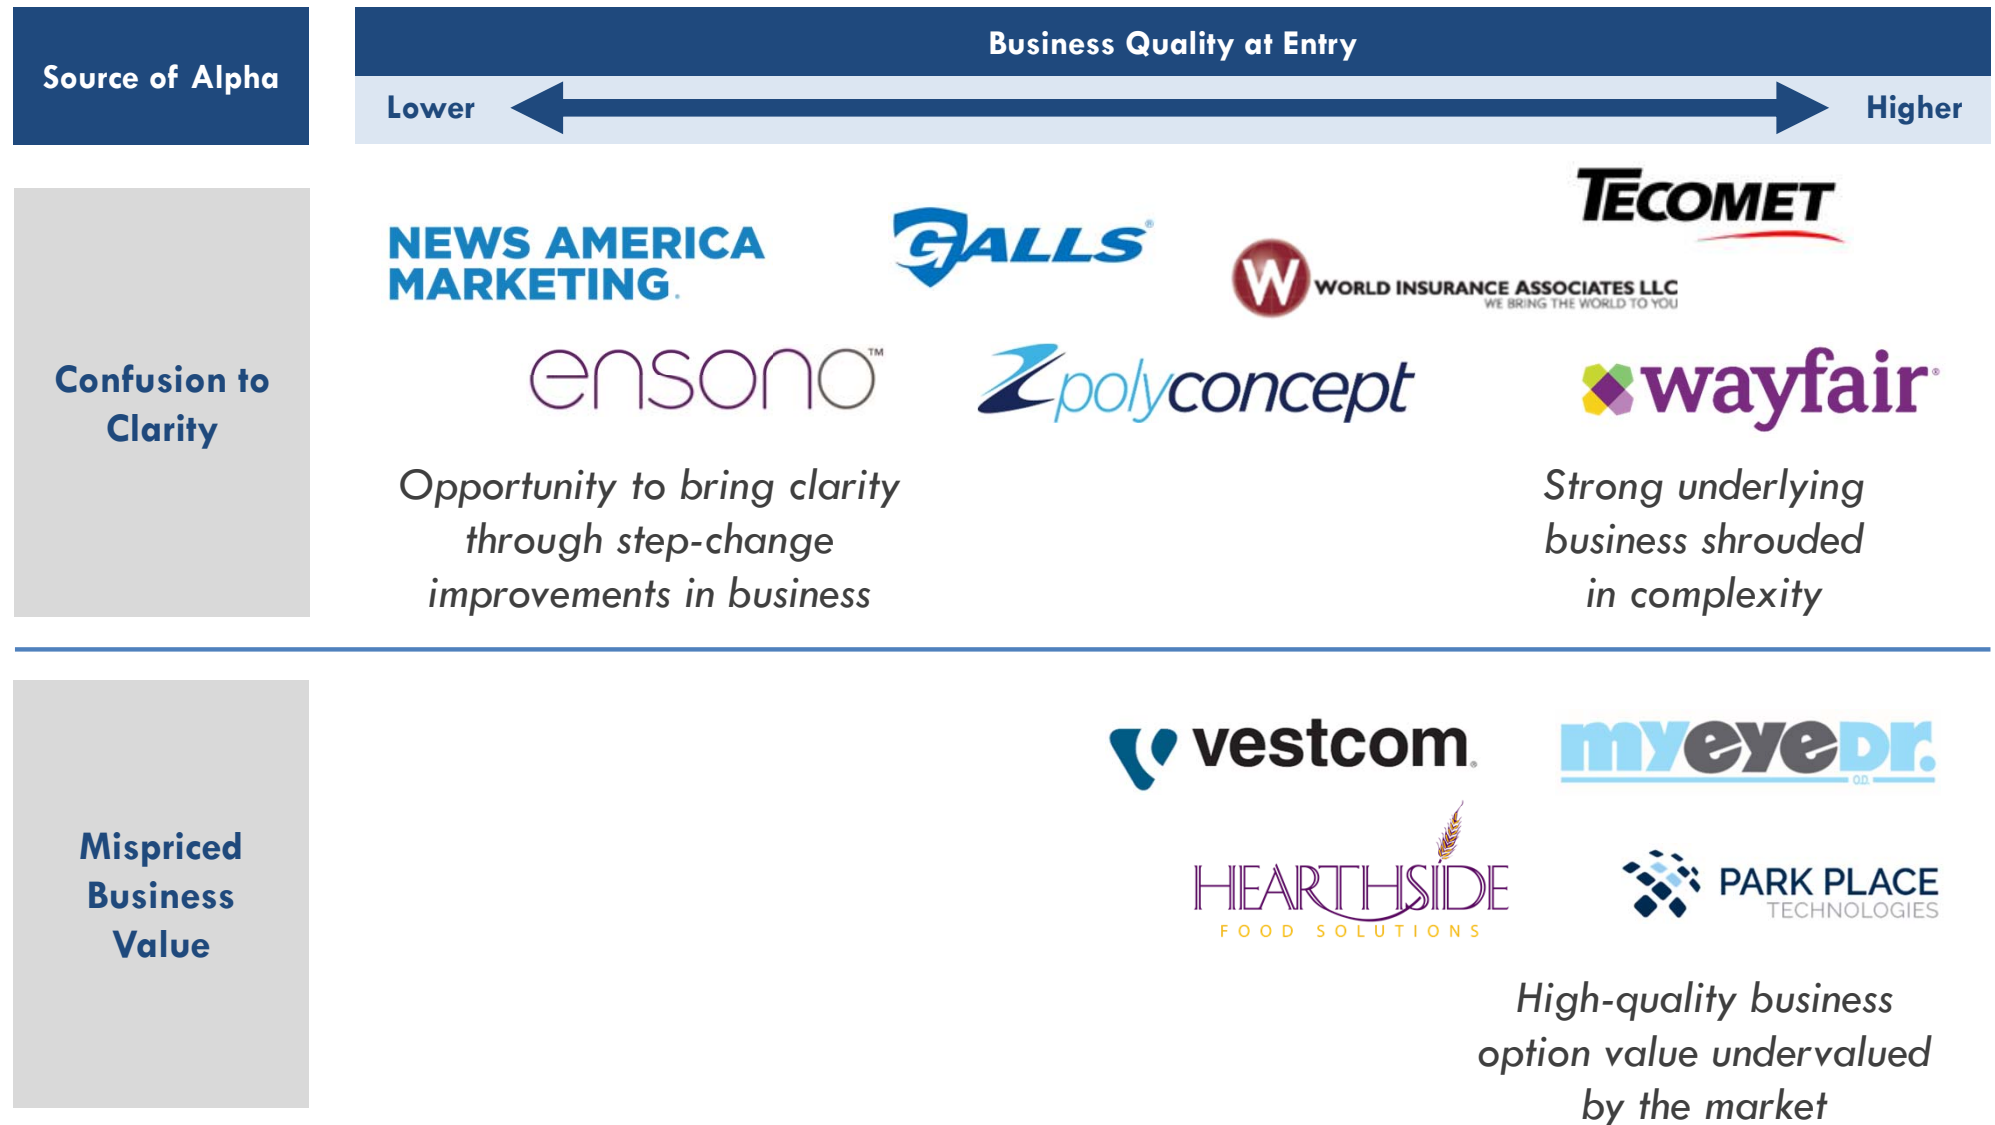 Source of Alpha
Business Quality at Entry
Lower
Higher
Confusion to
Clarity
NEWS AMERICA
MARKETING.
GALLS®
WORLD INSURANCE ASSOCIATES LLC
WE BRING THE WORLD TO YOU
W
TECOMET
ensono™
polyconcept
wayfair®
Opportunity to bring clarity
through step-change
improvements in business
Strong underlying
business shrouded
in complexity
Mispriced
Business
Value
vestcom®
myeyeDr.
O.D.
HEARTHSIDE
FOOD SOLUTIONS
PARK PLACE
TECHNOLOGIES
High-quality business
option value undervalued
by the market